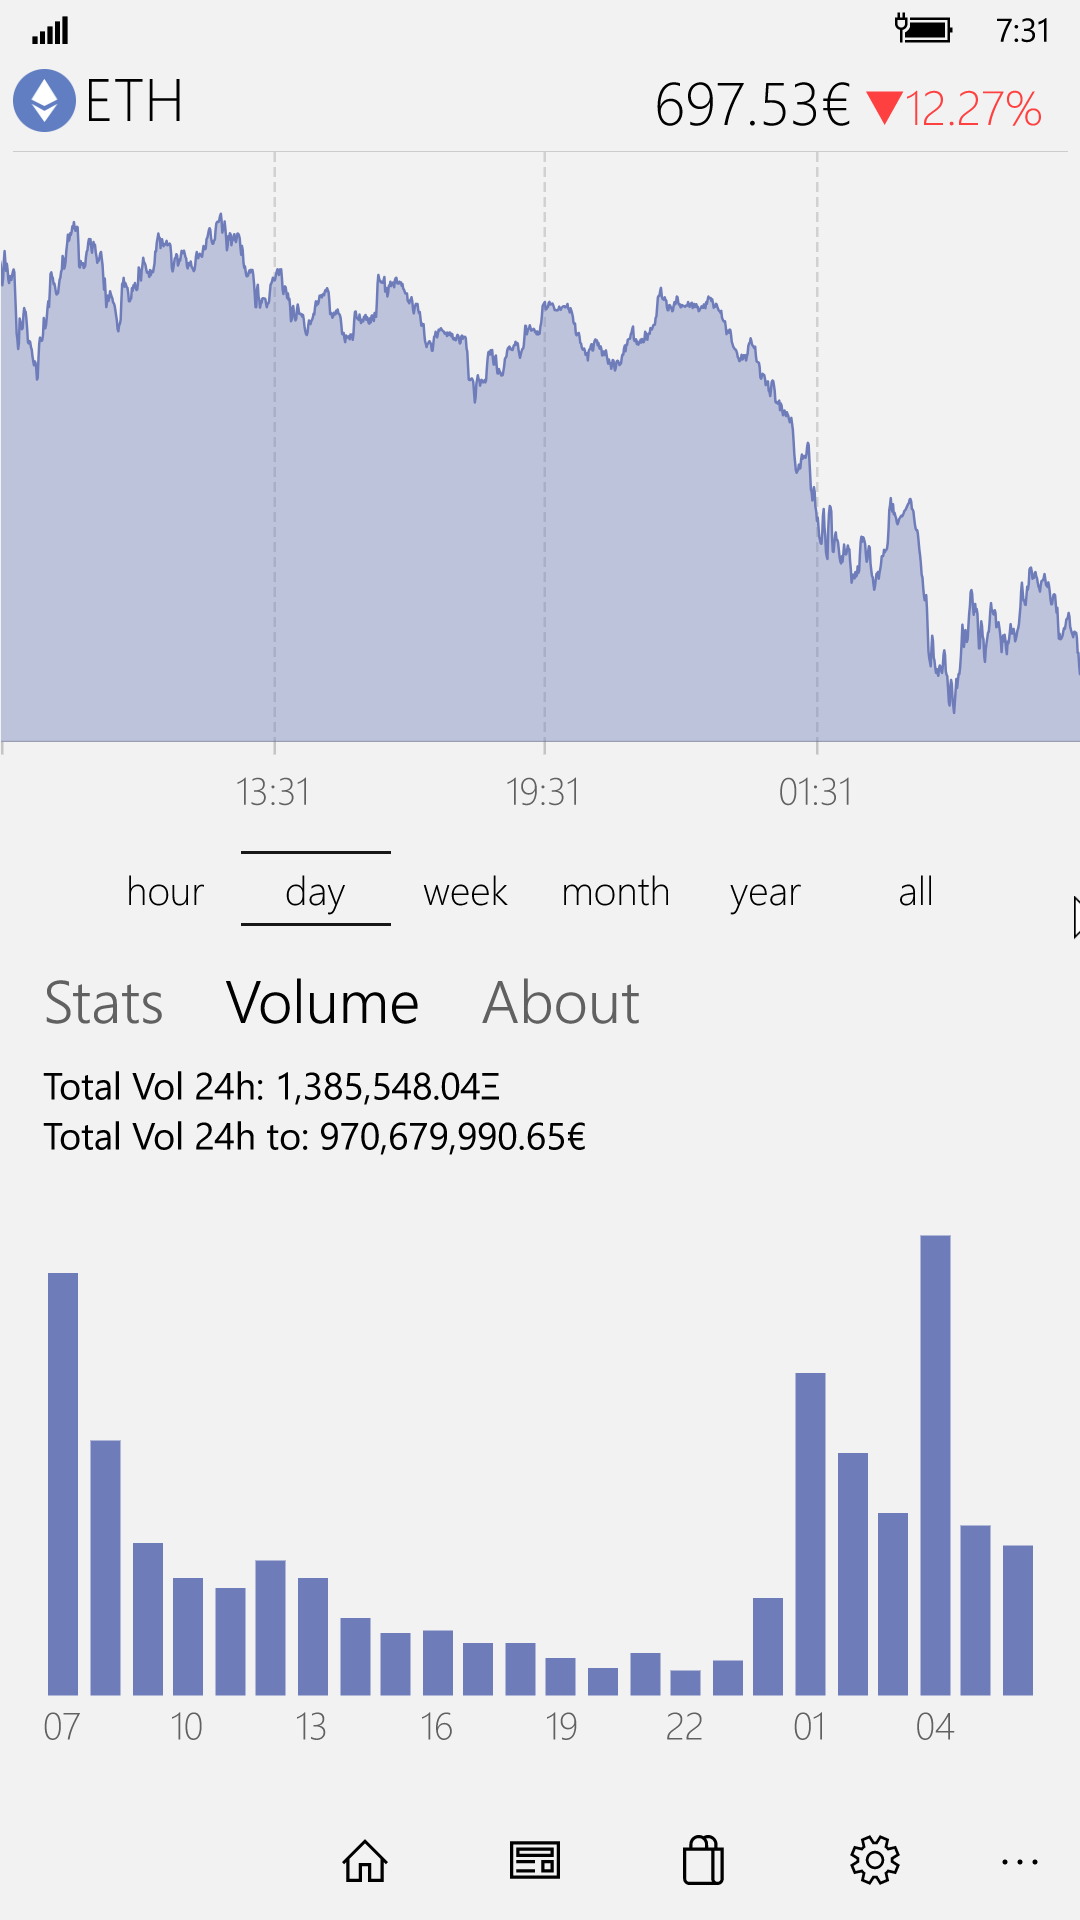 7:31
ETH 697.53€ ▼12.27%
13:31 19:31 01:31
hour day week month year all
Stats Volume About
Total Vol 24h: 1,385,548.04Ξ
Total Vol 24h to: 970,679,990.65€
07 10 13 16 19 22 01 04